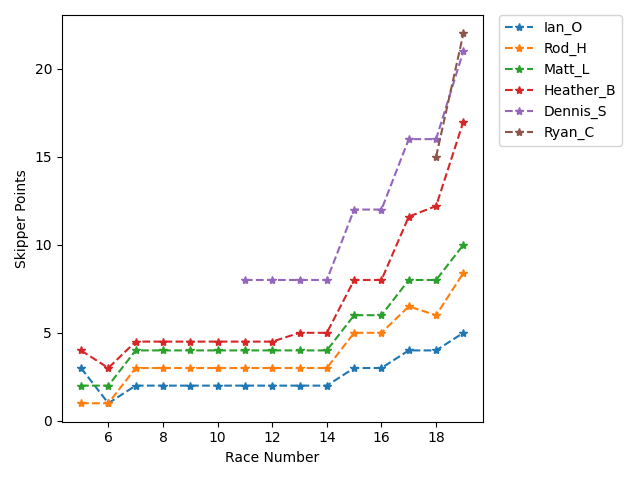 Ian_O
Rod_H
Matt_L
Heather_B
Dennis_S
Ryan_C
20
15
10
5
0
Skipper Points
6 8 10 12 14 16 18
Race Number